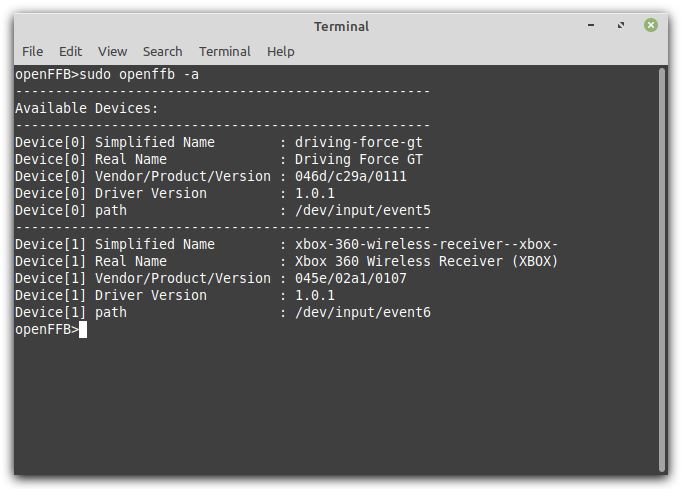 Terminal
File Edit View Search Terminal Help
openFFB>sudo openffb -a
----------------------------------------------------
Available Devices:
----------------------------------------------------
Device[0] Simplified Name        : driving-force-gt
Device[0] Real Name              : Driving Force GT
Device[0] Vendor/Product/Version : 046d/c29a/0111
Device[0] Driver Version         : 1.0.1
Device[0] path                   : /dev/input/event5
----------------------------------------------------
Device[1] Simplified Name        : xbox-360-wireless-receiver--xbox-
Device[1] Real Name              : Xbox 360 Wireless Receiver (XBOX)
Device[1] Vendor/Product/Version : 045e/02a1/0107
Device[1] Driver Version         : 1.0.1
Device[1] path                   : /dev/input/event6
openFFB>